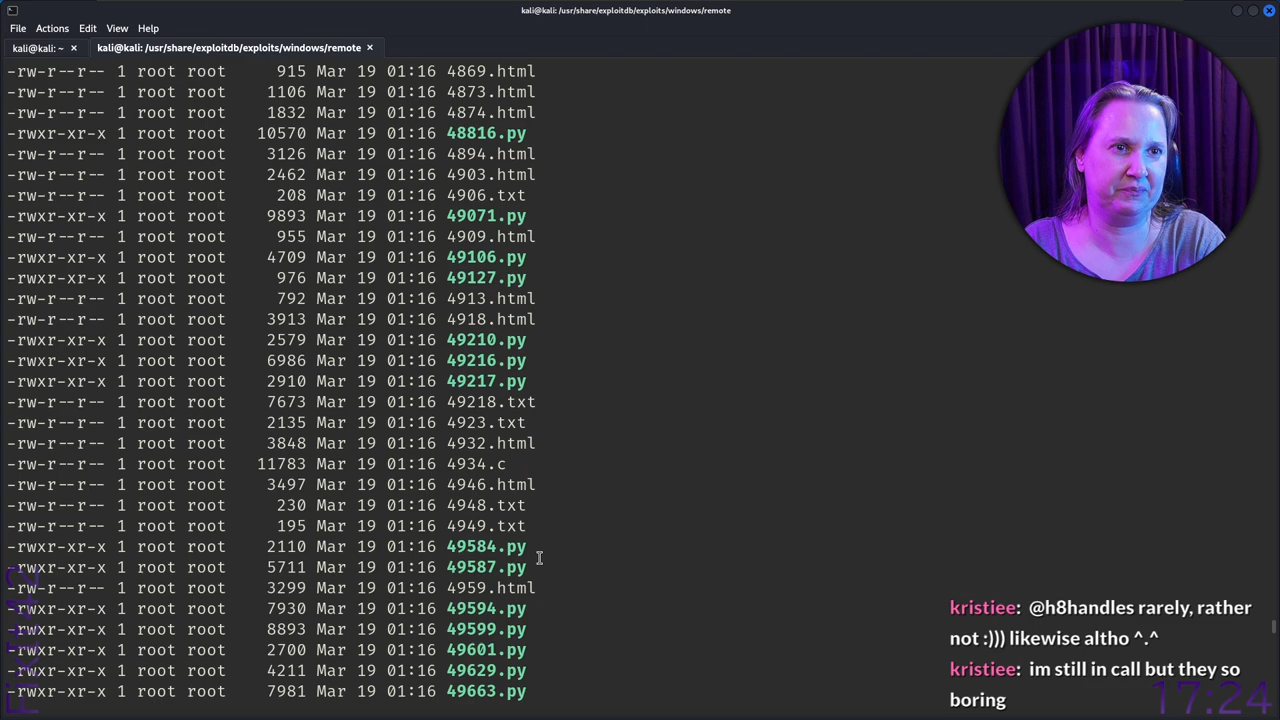 kali@kali: /usr/share/exploitdb/exploits/windows/remote
File Actions Edit View Help
kali@kali: ~ × kali@kali: /usr/share/exploitdb/exploits/windows/remote ×
-rw-r--r-- 1 root root 915 Mar 19 01:16 4869.html
-rw-r--r-- 1 root root 1106 Mar 19 01:16 4873.html
-rw-r--r-- 1 root root 1832 Mar 19 01:16 4874.html
-rwxr-xr-x 1 root root 10570 Mar 19 01:16 48816.py
-rw-r--r-- 1 root root 3126 Mar 19 01:16 4894.html
-rw-r--r-- 1 root root 2462 Mar 19 01:16 4903.html
-rw-r--r-- 1 root root 208 Mar 19 01:16 4906.txt
-rwxr-xr-x 1 root root 9893 Mar 19 01:16 49071.py
-rw-r--r-- 1 root root 955 Mar 19 01:16 4909.html
-rwxr-xr-x 1 root root 4709 Mar 19 01:16 49106.py
-rwxr-xr-x 1 root root 976 Mar 19 01:16 49127.py
-rw-r--r-- 1 root root 792 Mar 19 01:16 4913.html
-rw-r--r-- 1 root root 3913 Mar 19 01:16 4918.html
-rwxr-xr-x 1 root root 2579 Mar 19 01:16 49210.py
-rwxr-xr-x 1 root root 6986 Mar 19 01:16 49216.py
-rwxr-xr-x 1 root root 2910 Mar 19 01:16 49217.py
-rw-r--r-- 1 root root 7673 Mar 19 01:16 49218.txt
-rw-r--r-- 1 root root 2135 Mar 19 01:16 4923.txt
-rw-r--r-- 1 root root 3848 Mar 19 01:16 4932.html
-rw-r--r-- 1 root root 11783 Mar 19 01:16 4934.c
-rw-r--r-- 1 root root 3497 Mar 19 01:16 4946.html
-rw-r--r-- 1 root root 230 Mar 19 01:16 4948.txt
-rw-r--r-- 1 root root 195 Mar 19 01:16 4949.txt
-rwxr-xr-x 1 root root 2110 Mar 19 01:16 49584.py
-rwxr-xr-x 1 root root 5711 Mar 19 01:16 49587.py
-rw-r--r-- 1 root root 3299 Mar 19 01:16 4959.html
-rwxr-xr-x 1 root root 7930 Mar 19 01:16 49594.py
-rwxr-xr-x 1 root root 8893 Mar 19 01:16 49599.py
-rwxr-xr-x 1 root root 2700 Mar 19 01:16 49601.py
-rwxr-xr-x 1 root root 4211 Mar 19 01:16 49629.py
-rwxr-xr-x 1 root root 7981 Mar 19 01:16 49663.py
kristiee: @h8handles rarely, rather
not :))) likewise altho ^.^
kristiee: im still in call but they so
boring
17:24